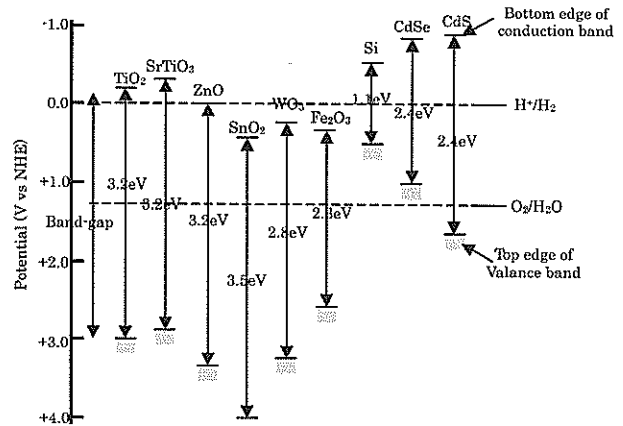 +1.0
0.0
+1.0
+2.0
+3.0
+4.0
Potential (V vs NHE)
Band-gap
TiO₂
3.2eV
SrTiO₃
3.2eV
ZnO
3.2eV
SnO₂
3.5eV
WO₃
2.8eV
Fe₂O₃
2.3eV
Si
1.1eV
CdSe
2.4eV
CdS
2.4eV
Bottom edge of
conduction band
H⁺/H₂
O₂/H₂O
Top edge of
Valance band